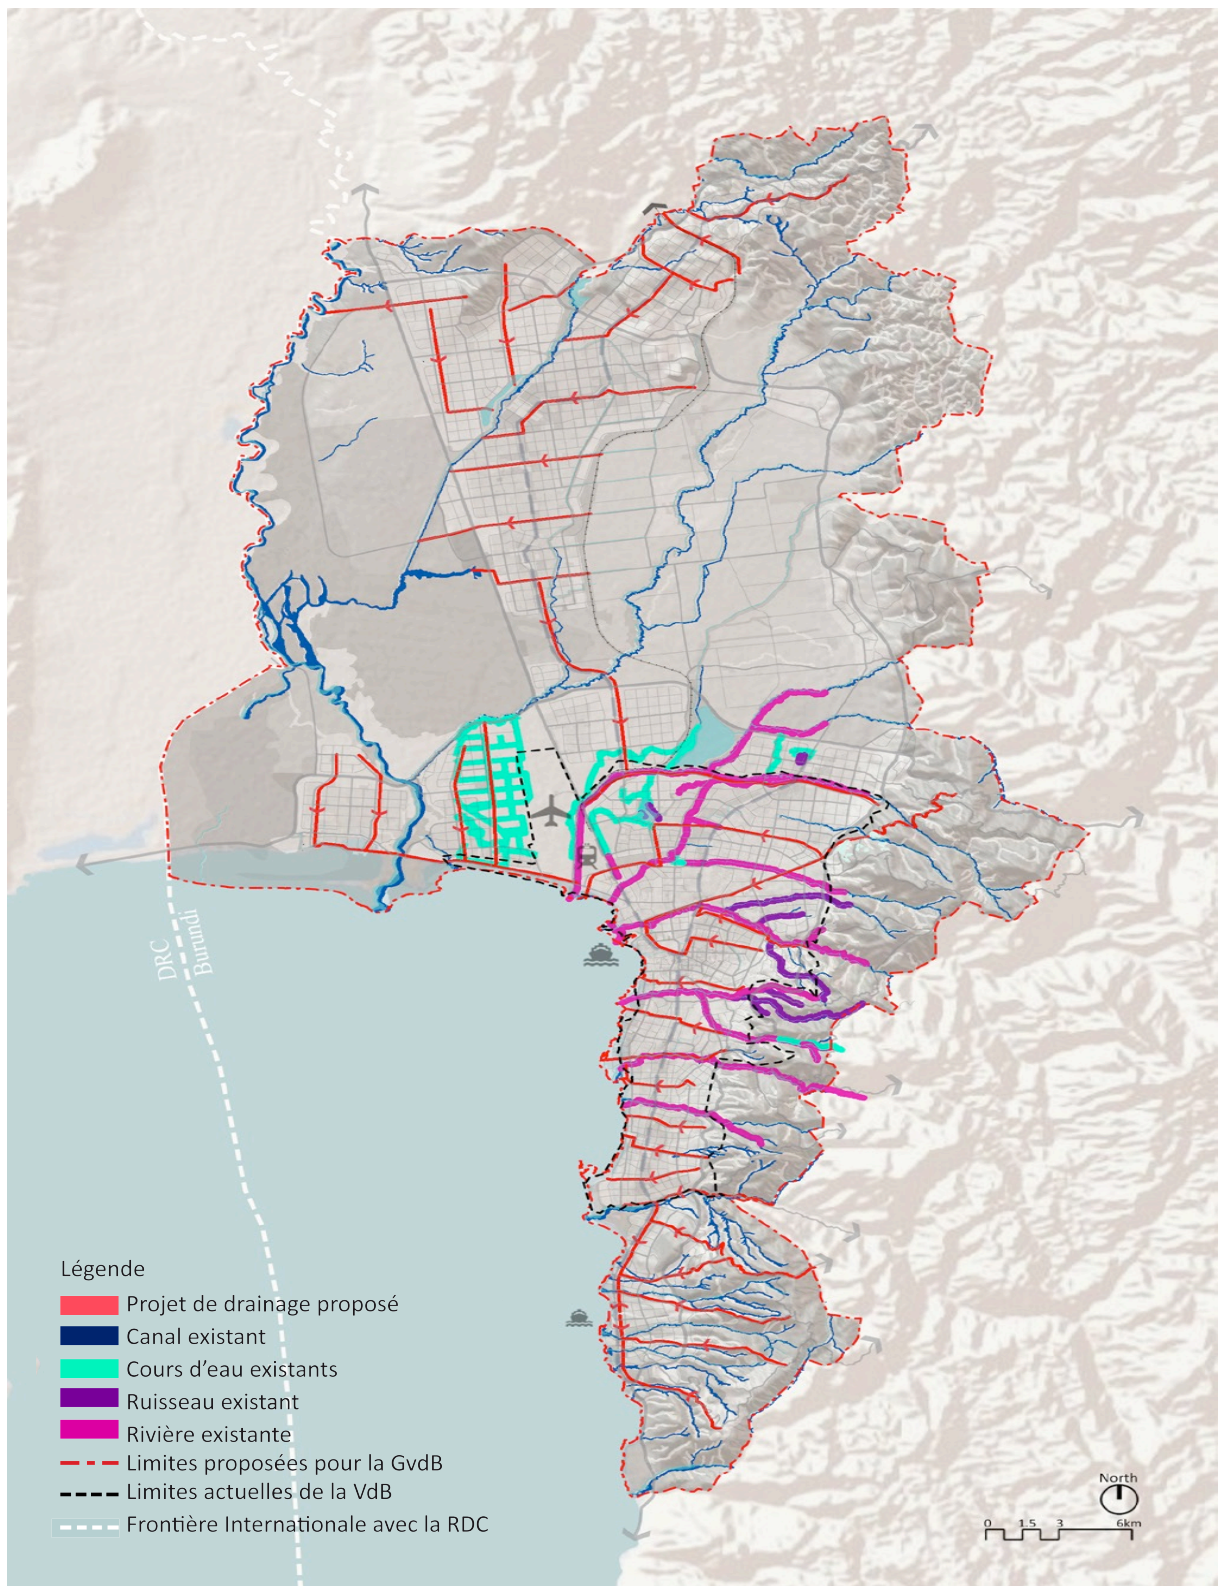 DRC
Burundi
Légende
Projet de drainage proposé
Canal existant
Cours d’eau existants
Ruisseau existant
Rivière existante
Limites proposées pour la GvdB
Limites actuelles de la VdB
Frontière Internationale avec la RDC
North
0 1.5 3 6km